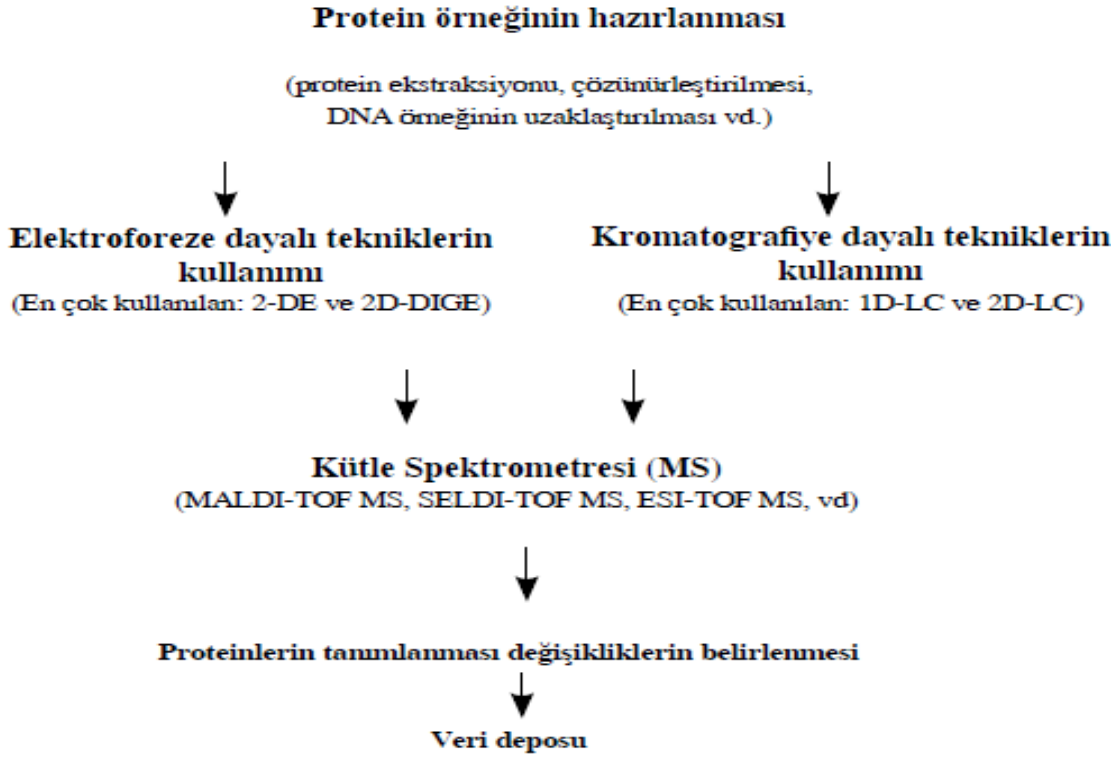 Protein örneğinin hazırlanması
(protein ekstraksiyonu, çözünürleştirilmesi,
DNA örneğinin uzaklaştırılması vd.)
Elektroforeze dayalı tekniklerin
kullanımı
(En çok kullanılan: 2-DE ve 2D-DIGE)
Kromatografiye dayalı tekniklerin
kullanımı
(En çok kullanılan: 1D-LC ve 2D-LC)
Kütle Spektrometresi (MS)
(MALDI-TOF MS, SELDI-TOF MS, ESI-TOF MS, vd)
Proteinlerin tanımlanması değişikliklerin belirlenmesi
Veri deposu